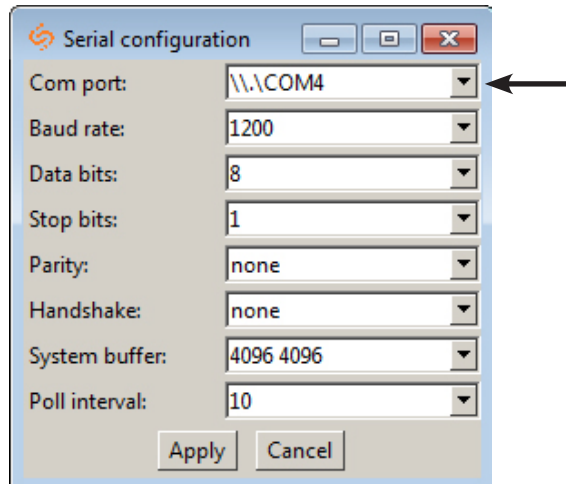 Serial configuration
Com port: \\.\COM4
Baud rate: 1200
Data bits: 8
Stop bits: 1
Parity: none
Handshake: none
System buffer: 4096 4096
Poll interval: 10
Apply Cancel